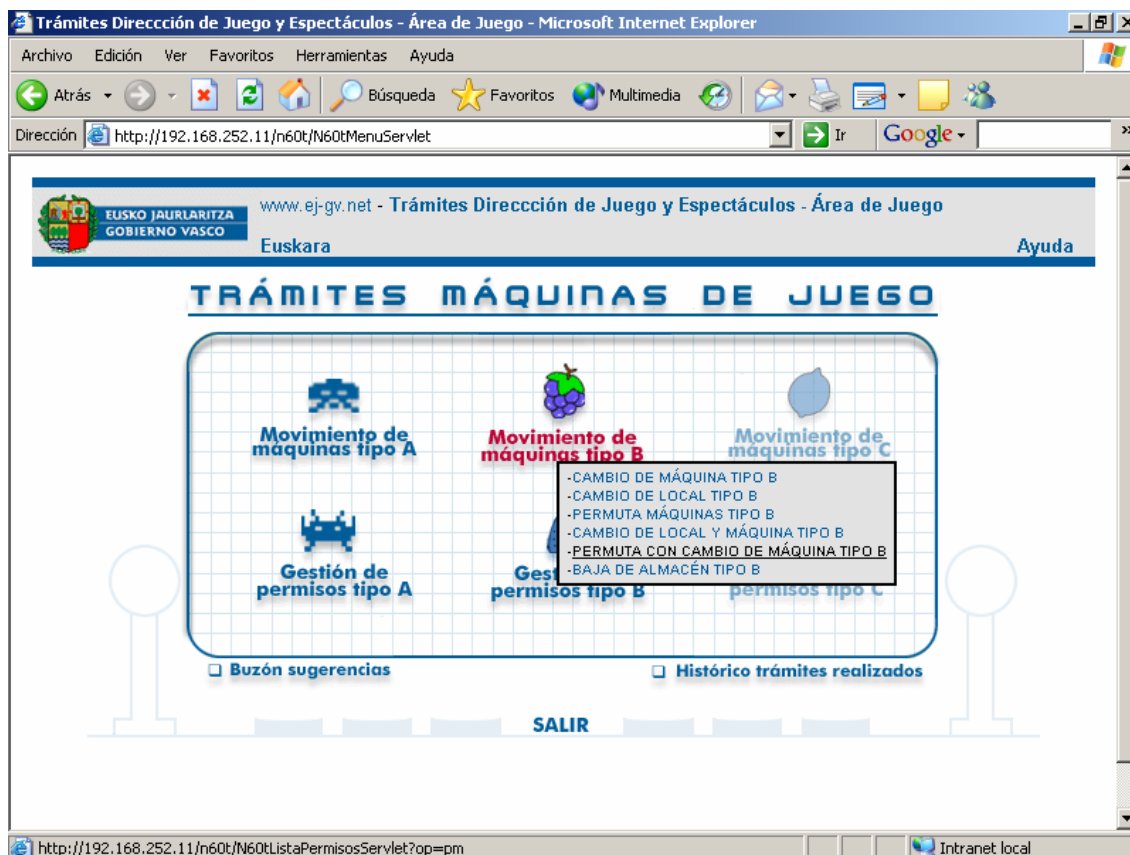 Trámites Direccción de Juego y Espectáculos - Área de Juego - Microsoft Internet Explorer
Archivo Edición Ver Favoritos Herramientas Ayuda
Atrás Búsqueda Favoritos Multimedia
Dirección http://192.168.252.11/n60t/N60tMenuServlet Ir Google »
EUSKO JAURLARITZA
GOBIERNO VASCO
www.ej-gv.net - Trámites Direccción de Juego y Espectáculos - Área de Juego
Euskara Ayuda
TRÁMITES MÁQUINAS DE JUEGO
Movimiento de
máquinas tipo A
Movimiento de
máquinas tipo B
Movimiento de
máquinas tipo C
-CAMBIO DE MÁQUINA TIPO B
-CAMBIO DE LOCAL TIPO B
-PERMUTA MÁQUINAS TIPO B
-CAMBIO DE LOCAL Y MÁQUINA TIPO B
-PERMUTA CON CAMBIO DE MÁQUINA TIPO B
-BAJA DE ALMACÉN TIPO B
Gestión de
permisos tipo A
Gest
permisos tipo B
permisos tipo C
Buzón sugerencias
Histórico trámites realizados
SALIR
http://192.168.252.11/n60t/N60tListaPermisosServlet?op=pm Intranet local